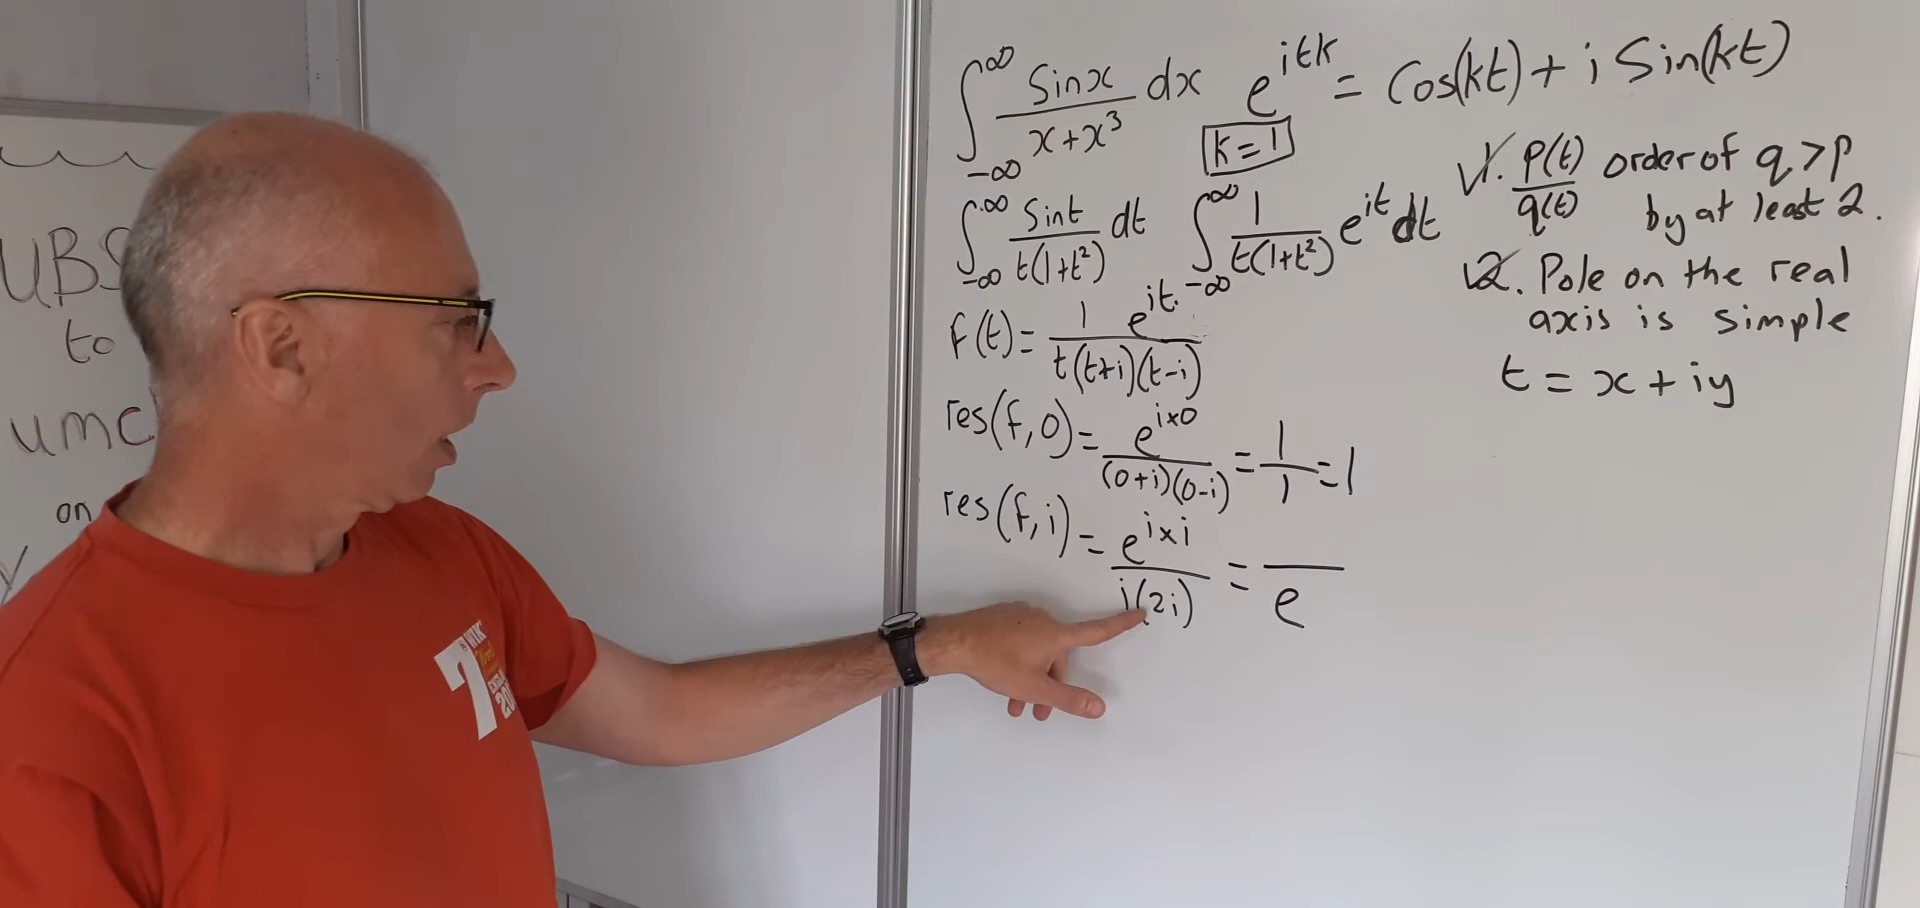 UBS
to
umc
on
∫_{-∞}^{∞} Sinx/(x+x³) dx e^{itk} = Cos(kt) + i Sin(kt)
k=1
∫_{-∞}^{∞} Sint/(t(1+t²)) dt ∫_{-∞}^{∞} 1/(t(1+t²)) e^{it} dt
f(t) = 1 e^{it}/(t(t+i)(t-i))
res(f,0) = e^{i×0}/((0+i)(0-i)) = 1/1 = 1
res(f,i) = e^{i×i}/(i(2i)) = /e
✓1. P(t)/q(t) order of q > p
by at least 2.
✓2. Pole on the real
axis is simple
t = x + iy
7